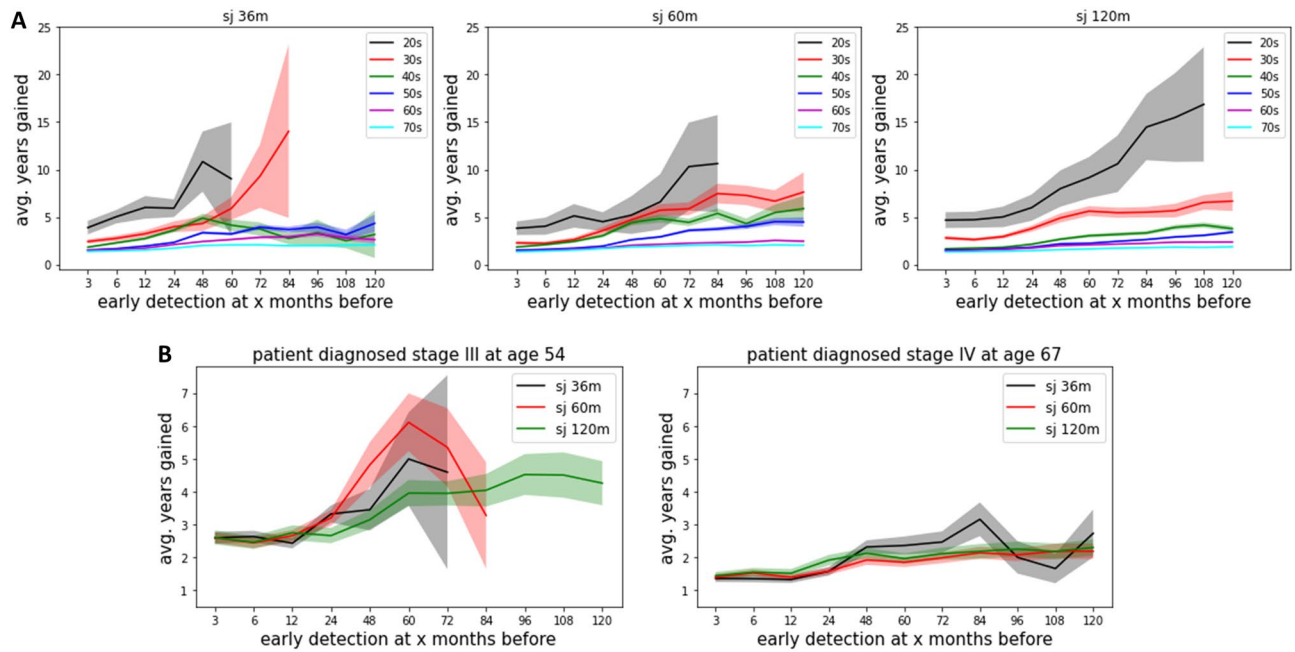 A
sj 36m
sj 60m
sj 120m
avg. years gained
25
20
15
10
5
0
20s
30s
40s
50s
60s
70s
3 6 12 24 48 60 72 84 96 108 120
early detection at x months before
avg. years gained
25
20
15
10
5
0
20s
30s
40s
50s
60s
70s
3 6 12 24 48 60 72 84 96 108 120
early detection at x months before
avg. years gained
25
20
15
10
5
0
20s
30s
40s
50s
60s
70s
3 6 12 24 48 60 72 84 96 108 120
early detection at x months before
B
patient diagnosed stage III at age 54
avg. years gained
7
6
5
4
3
2
1
sj 36m
sj 60m
sj 120m
3 6 12 24 48 60 72 84 96 108 120
early detection at x months before
patient diagnosed stage IV at age 67
avg. years gained
7
6
5
4
3
2
1
sj 36m
sj 60m
sj 120m
3 6 12 24 48 60 72 84 96 108 120
early detection at x months before